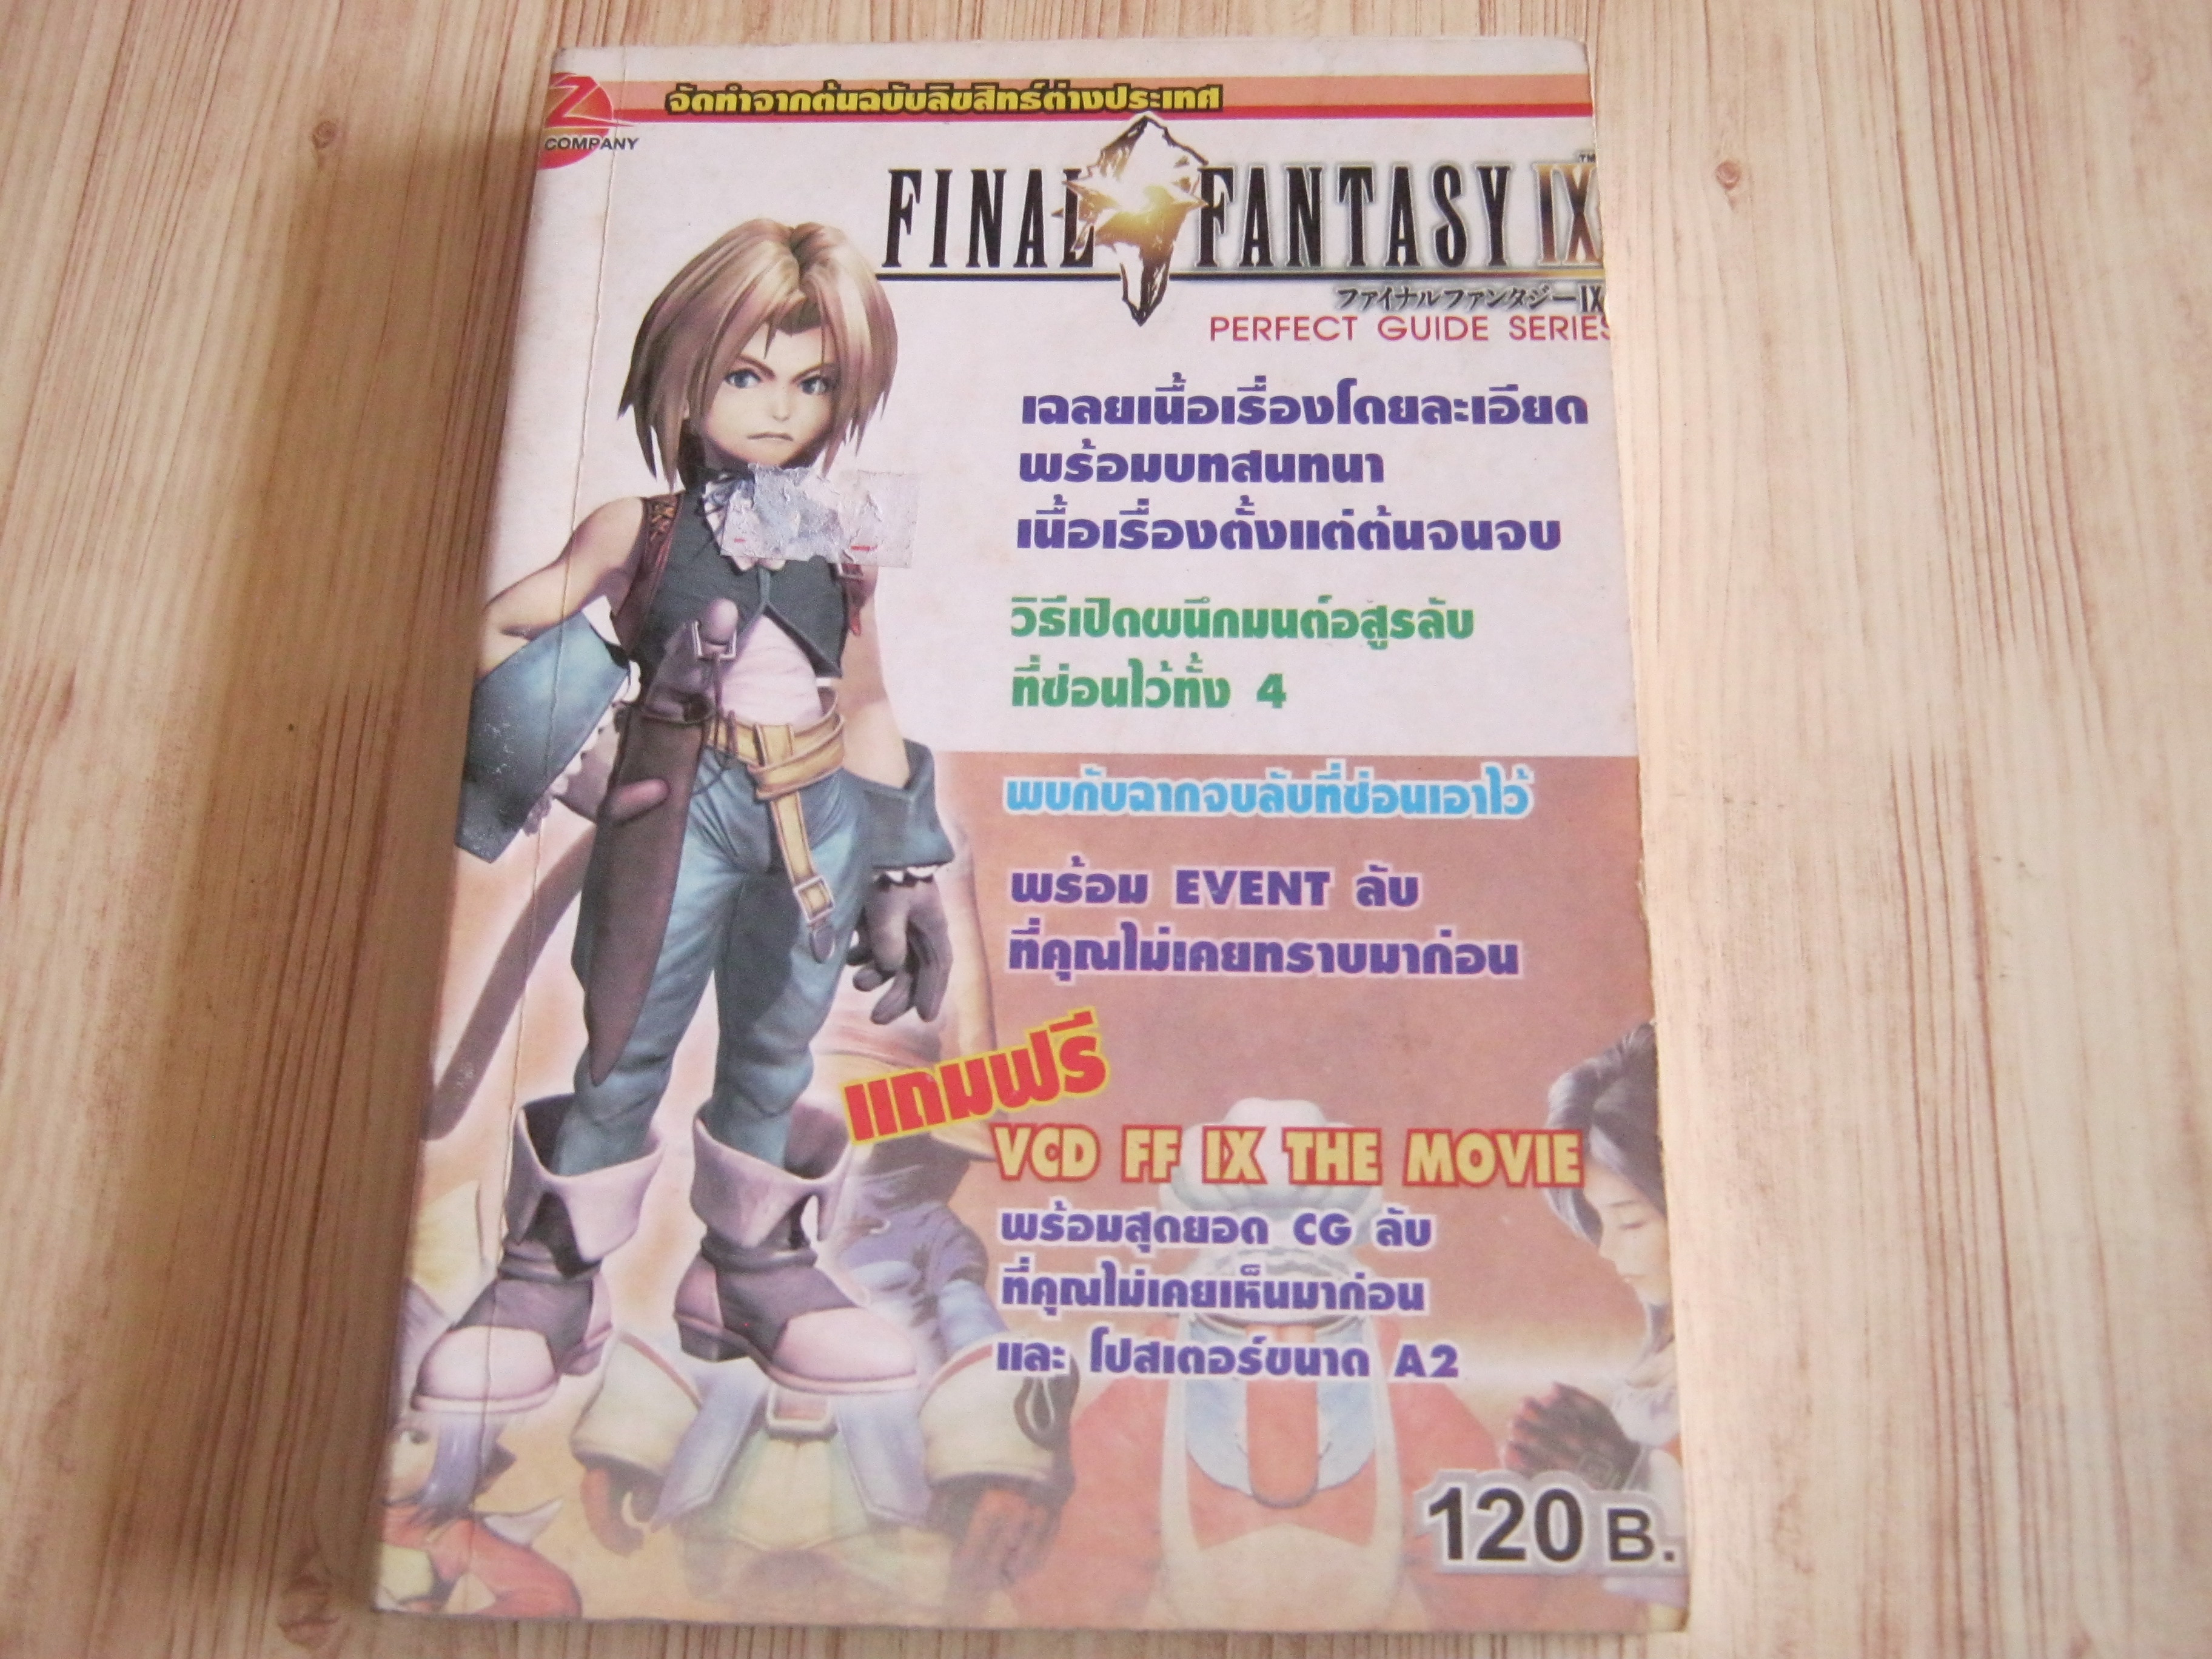 Z
COMPANY
จัดทำจากต้นฉบับลิขสิทธ์ต่างประเทศ
FINAL FANTASY IX
TM
ファイナルファンタジーIX
PERFECT GUIDE SERIES
เฉลยเนื้อเรื่องโดยละเอียด
พร้อมบทสนทนา
เนื้อเรื่องตั้งแต่ต้นจนจบ
วิธีเปิดผนึกมนต์อสูรลับ
ที่ซ่อนไว้ทั้ง 4
พบกับฉากจบลับที่ซ่อนเอาไว้
พร้อม EVENT ลับ
ที่คุณไม่เคยทราบมาก่อน
แถมฟรี
VCD FF IX THE MOVIE
พร้อมสุดยอด CG ลับ
ที่คุณไม่เคยเห็นมาก่อน
และ โปสเตอร์ขนาด A2
120 B.